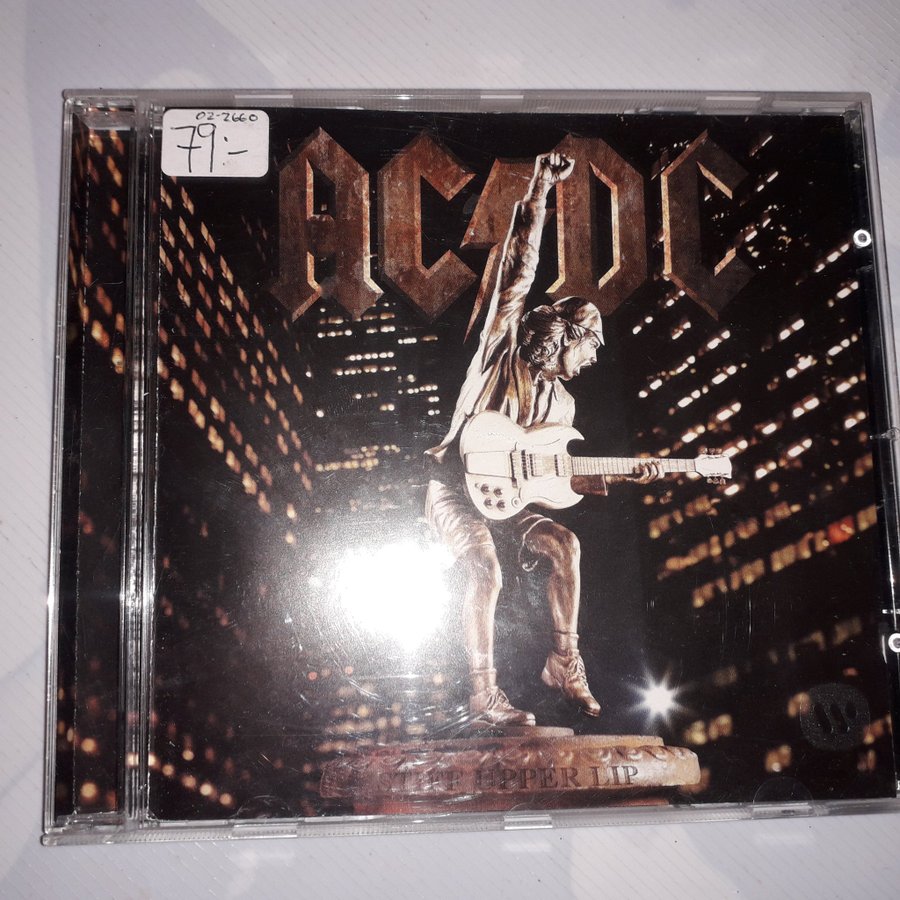 02-2660
79:-
AC DC
STIFF UPPER LIP